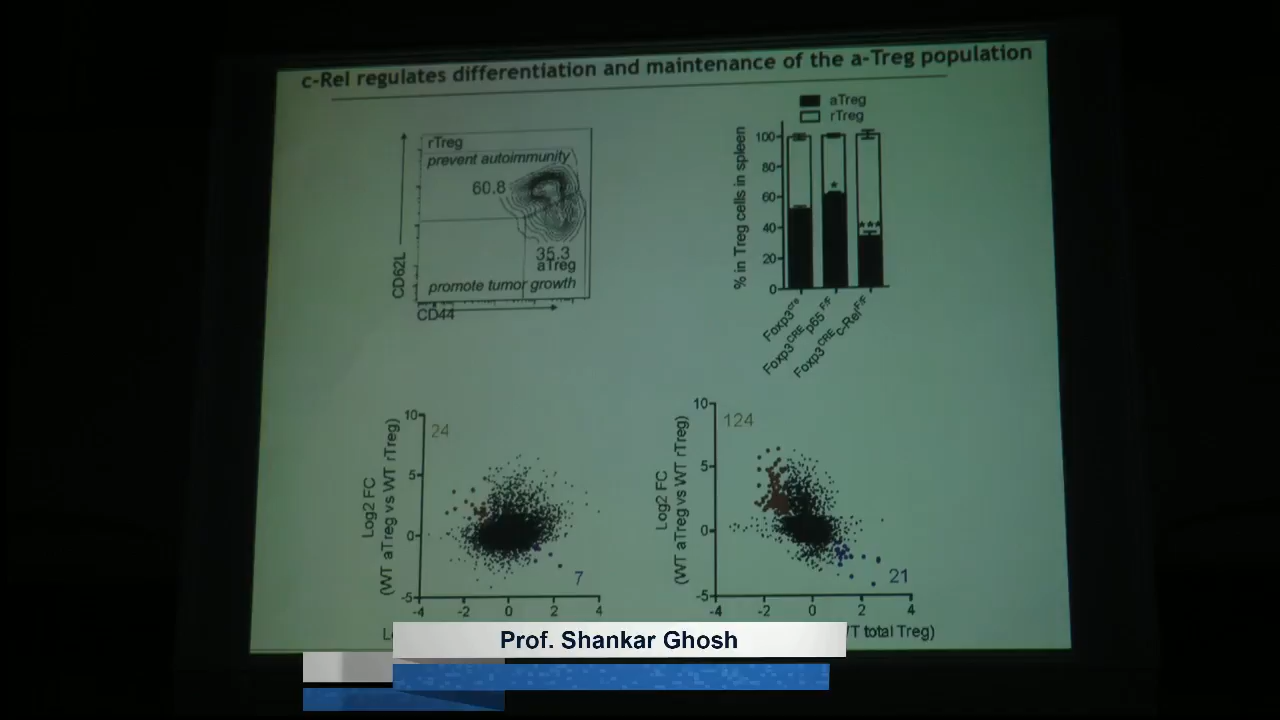 c-Rel regulates differentiation and maintenance of the a-Treg population
rTreg
prevent autoimmunity
60.8
35.3
aTreg
promote tumor growth
CD62L
CD44
aTreg
rTreg
% in Treg cells in spleen
100
80
60
40
20
0
*
***
Foxp3cre
Foxp3CRE p65F/F
Foxp3CRE c-RelF/F
10
5
0
-5
24
7
Log2 FC
(WT aTreg vs WT rTreg)
-4 -2 0 2 4
10
5
0
-5
124
21
Log2 FC
(WT aTreg vs WT rTreg)
-4 -2 0 2 4
T total Treg)
Prof. Shankar Ghosh